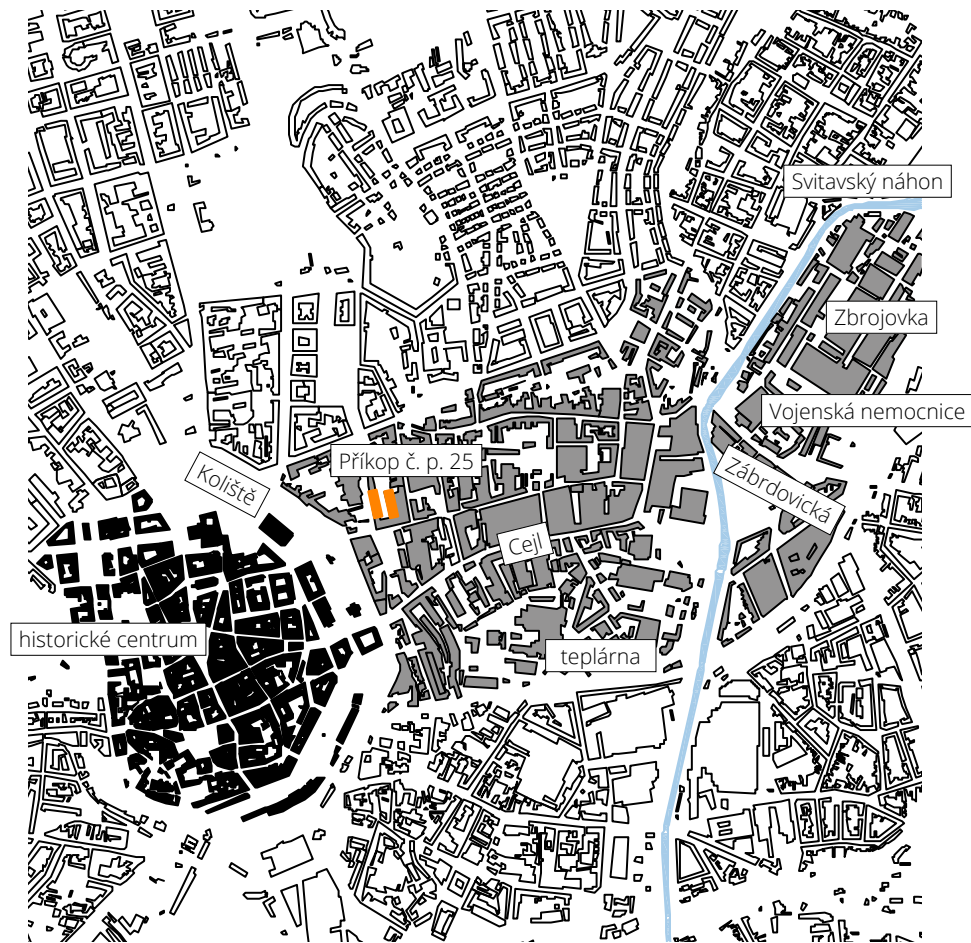 Svitavský náhon
Zbrojovka
Vojenská nemocnice
Příkop č. p. 25
Koliště
Zábrdovická
Cejl
historické centrum
teplárna